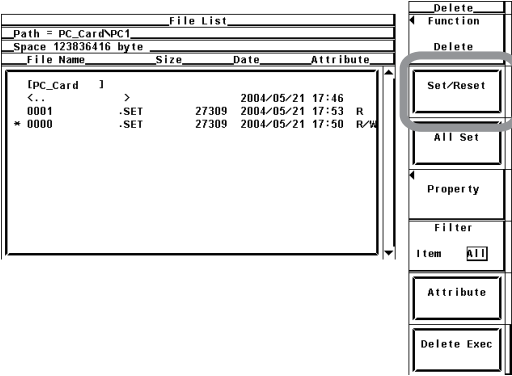 File List
Path = PC_Card\PC1
Space 123836416 byte
File Name Size Date Attribute
[PC_Card ]
<.. > 2004/05/21 17:46
0001 .SET 27309 2004/05/21 17:53 R
* 0000 .SET 27309 2004/05/21 17:50 R/W
Delete
Function
Delete
Set/Reset
All Set
Property
Filter
Item All
Attribute
Delete Exec